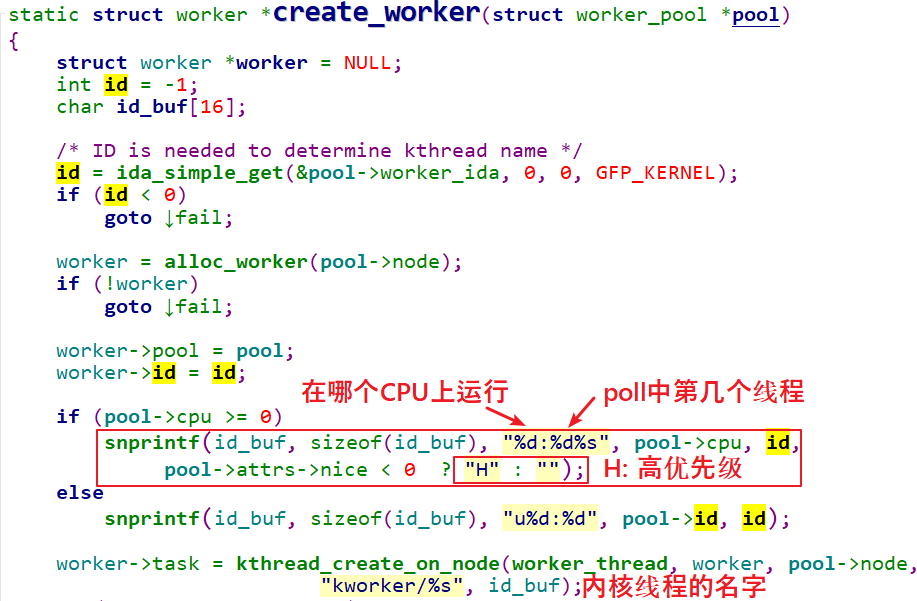 static struct worker *create_worker(struct worker_pool *pool)
{
struct worker *worker = NULL;
int id = -1;
char id_buf[16];
/* ID is needed to determine kthread name */
id = ida_simple_get(&pool->worker_ida, 0, 0, GFP_KERNEL);
if (id < 0)
goto ↓fail;
worker = alloc_worker(pool->node);
if (!worker)
goto ↓fail;
worker->pool = pool;
worker->id = id;
在哪个CPU上运行 poll中第几个线程
if (pool->cpu >= 0)
snprintf(id_buf, sizeof(id_buf), "%d:%d%s", pool->cpu, id,
pool->attrs->nice < 0 ? "H" : ""); H: 高优先级
else
snprintf(id_buf, sizeof(id_buf), "u%d:%d", pool->id, id);
worker->task = kthread_create_on_node(worker_thread, worker, pool->node,
"kworker/%s", id_buf);内核线程的名字